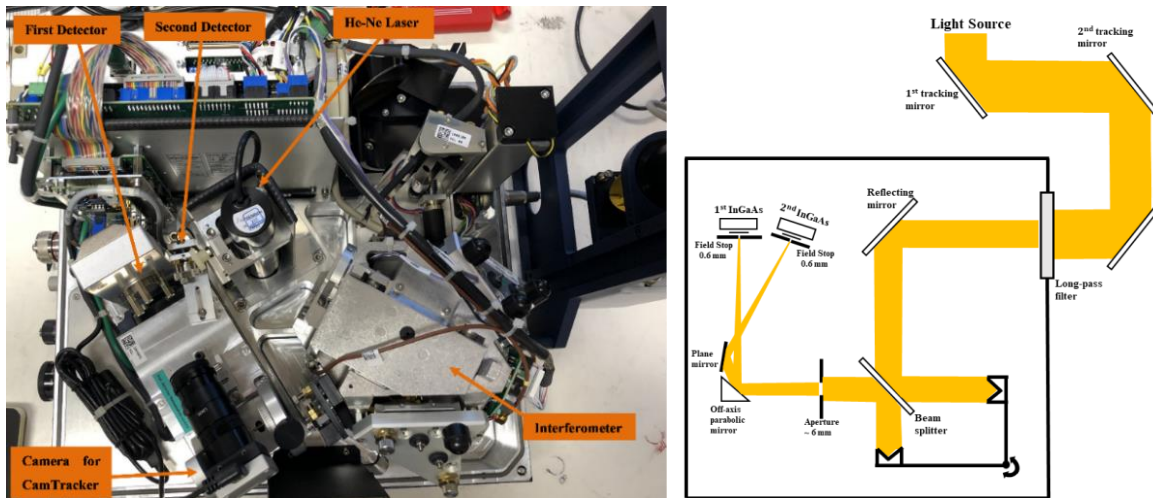 First Detector
Second Detector
He-Ne Laser
Interferometer
Camera for
CamTracker
Light Source
2nd tracking
mirror
1st tracking
mirror
Reflecting
mirror
1st InGaAs
2nd InGaAs
Field Stop
0.6 mm
Field Stop
0.6 mm
Long-pass
filter
Plane
mirror
Off-axis
parabolic
mirror
Aperture
~ 6 mm
Beam
splitter